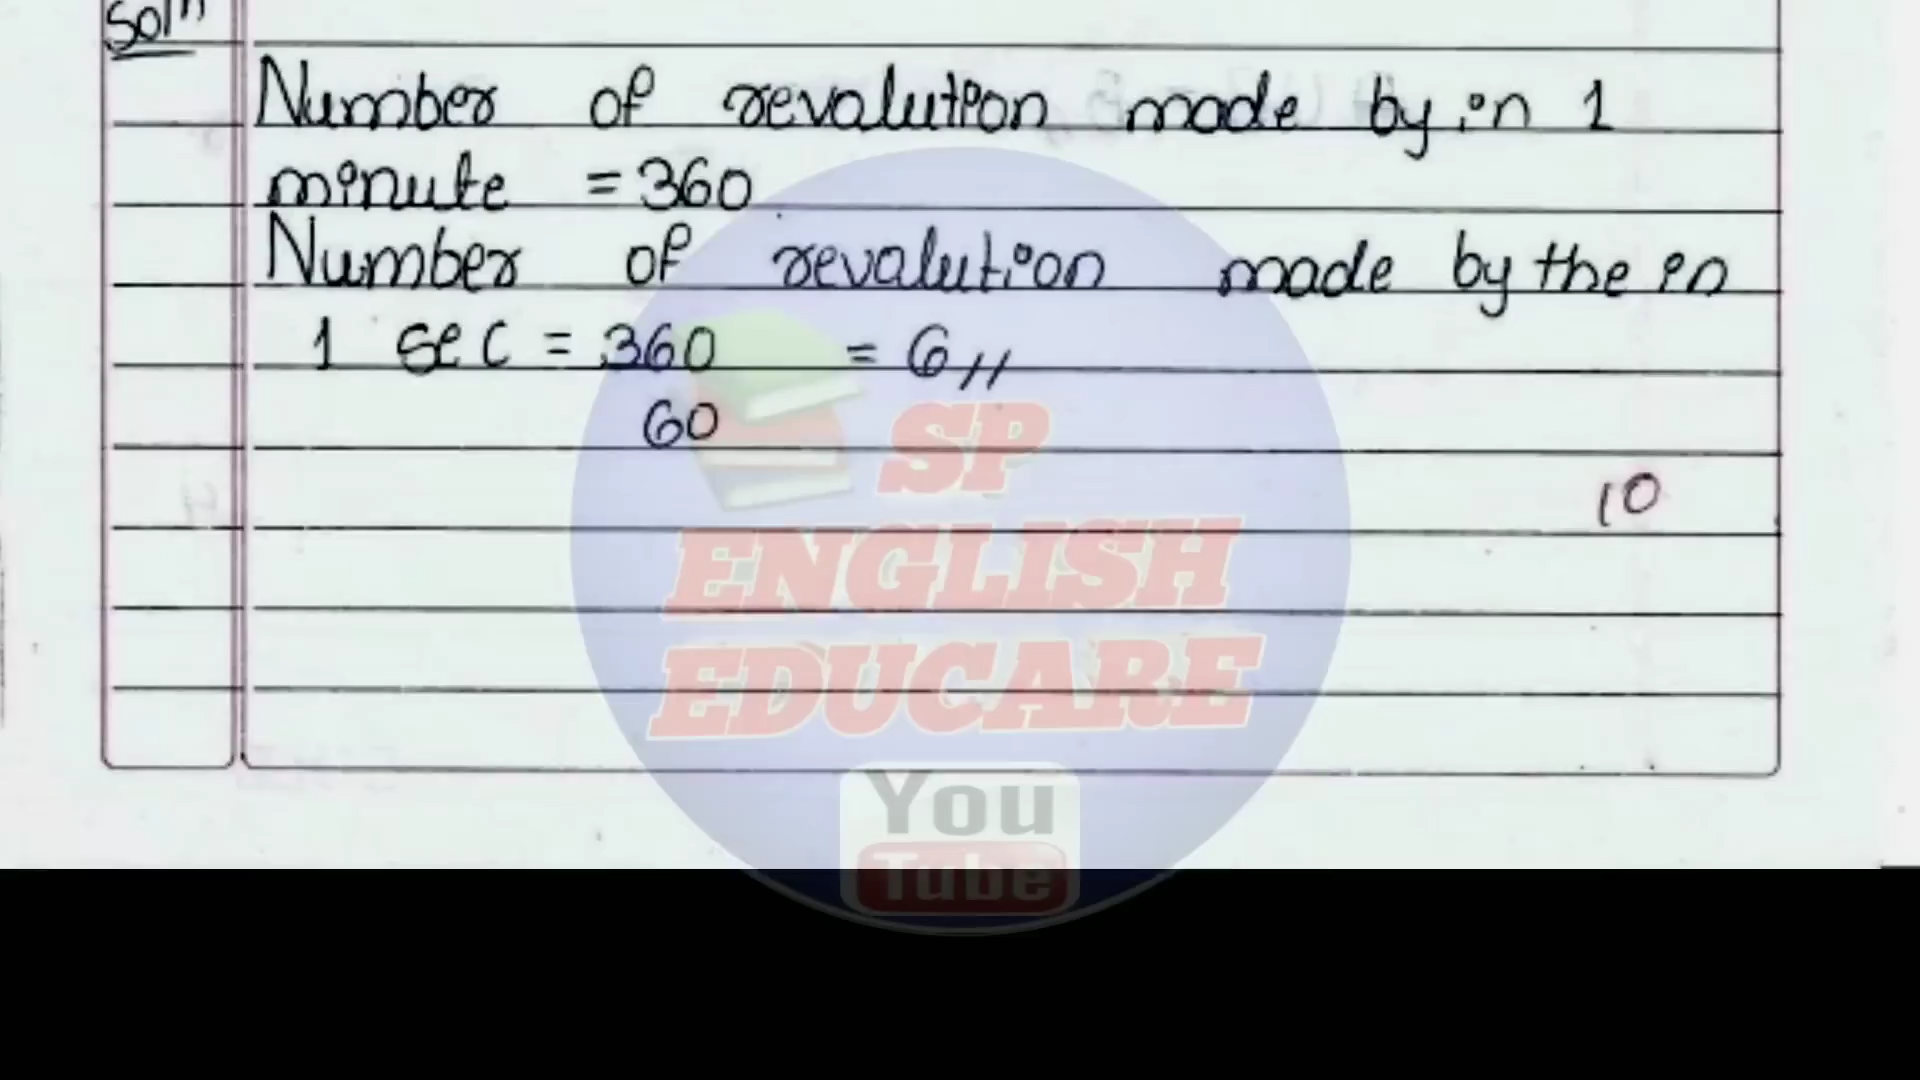 Soln
Number of revalution made by in 1
minute = 360
Number of revalution made by the in
1 sec = 360 = 6 //
60
10
SP
ENGLISH
EDUCARE
You
Tube